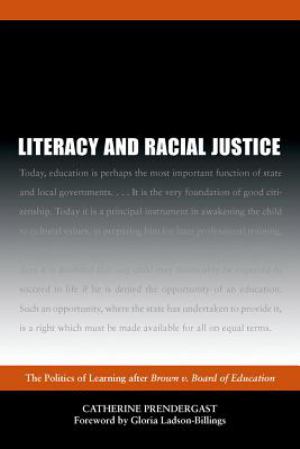 LITERACY AND RACIAL JUSTICE
Today, education is perhaps the most important function of state
and local governments. . . . It is the very foundation of good citi-
zenship. Today it is a principal instrument in awakening the child
to cultural values, in preparing him for later professional training,
succeed in life if he is denied the opportunity of an education.
Such an opportunity, where the state has undertaken to provide it,
is a right which must be made available for all on equal terms.
The Politics of Learning after Brown v. Board of Education
CATHERINE PRENDERGAST
Foreword by Gloria Ladson-Billings